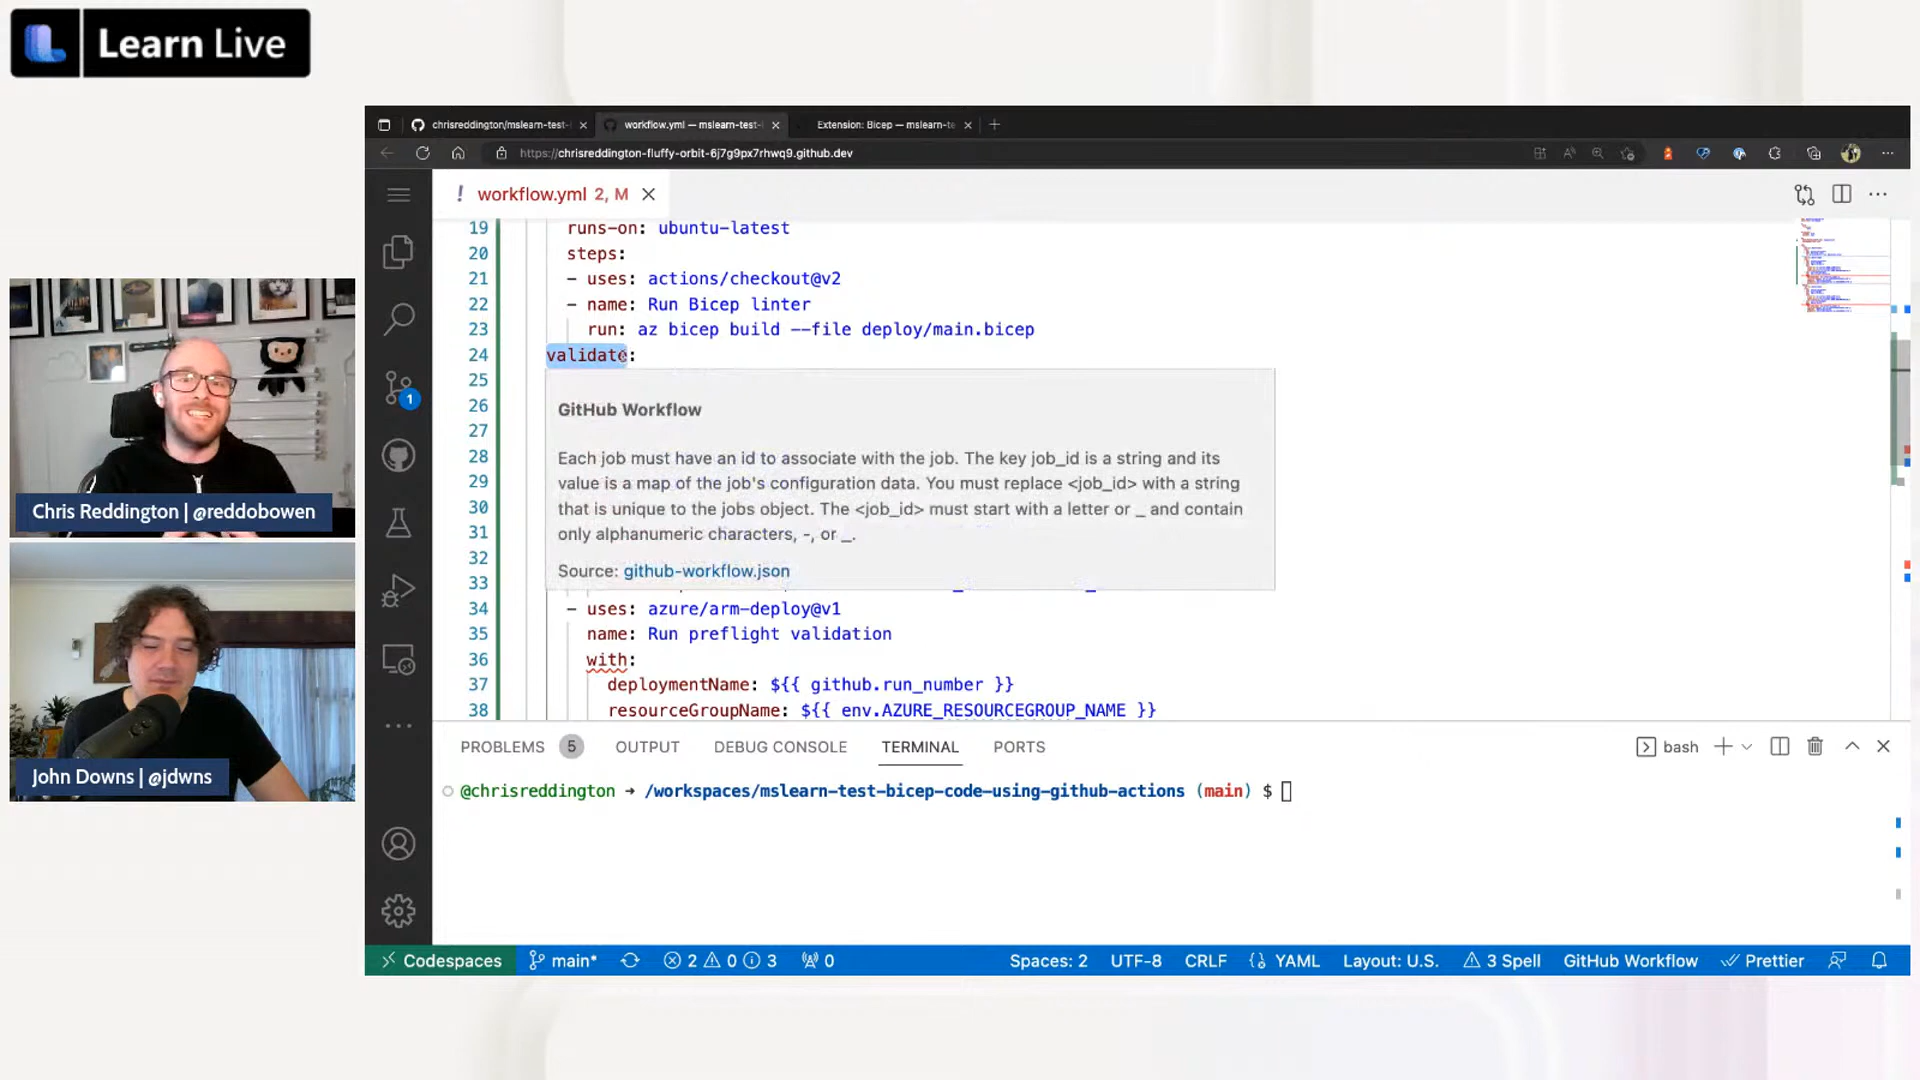 Learn Live
chrisreddington/mslearn-test-
workflow.yml — mslearn-test-
Extension: Bicep — mslearn-te
https://chrisreddington-fluffy-orbit-6j7g9px7rhwq9.github.dev
! workflow.yml 2, M
19 runs-on: ubuntu-latest
20 steps:
21 - uses: actions/checkout@v2
22 - name: Run Bicep linter
23 run: az bicep build --file deploy/main.bicep
24 validate:
25
26
27
28
29
30
31
32
33
GitHub Workflow
Each job must have an id to associate with the job. The key job_id is a string and its
value is a map of the job's configuration data. You must replace <job_id> with a string
that is unique to the jobs object. The <job_id> must start with a letter or _ and contain
only alphanumeric characters, -, or _.
Source: github-workflow.json
34 - uses: azure/arm-deploy@v1
35 name: Run preflight validation
36 with:
37 deploymentName: ${{ github.run_number }}
38 resourceGroupName: ${{ env.AZURE_RESOURCEGROUP_NAME }}
1
PROBLEMS 5 OUTPUT DEBUG CONSOLE TERMINAL PORTS
bash
@chrisreddington → /workspaces/mslearn-test-bicep-code-using-github-actions (main) $
Codespaces main* 2 0 3 0
Spaces: 2 UTF-8 CRLF YAML Layout: U.S. 3 Spell GitHub Workflow Prettier
Chris Reddington | @reddobowen
John Downs | @jdwns